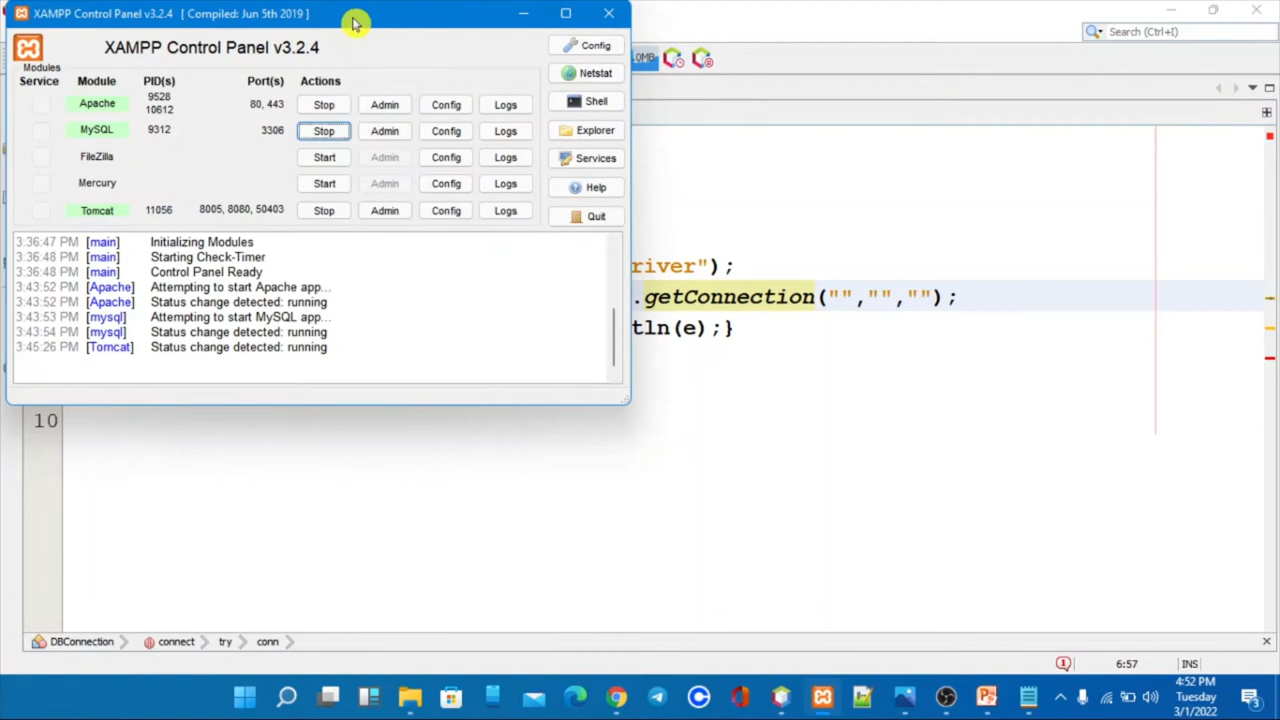 XAMPP Control Panel v3.2.4 [ Compiled: Jun 5th 2019 ]
XAMPP Control Panel v3.2.4
Config
Modules
Service Module PID(s) Port(s) Actions
Netstat
Apache 9528 10612 80, 443 Stop Admin Config Logs
Shell
MySQL 9312 3306 Stop Admin Config Logs
Explorer
FileZilla Start Admin Config Logs
Services
Mercury Start Admin Config Logs
Help
Tomcat 11056 8005, 8080, 50403 Stop Admin Config Logs
Quit
3:36:47 PM [main] Initializing Modules
3:36:48 PM [main] Starting Check-Timer
3:36:48 PM [main] Control Panel Ready
3:43:52 PM [Apache] Attempting to start Apache app...
3:43:52 PM [Apache] Status change detected: running
3:43:53 PM [mysql] Attempting to start MySQL app...
3:43:54 PM [mysql] Status change detected: running
3:45:26 PM [Tomcat] Status change detected: running
Search (Ctrl+I)
river");
.getConnection("","","");
tln(e);}
10
DBConnection connect try conn
1 6:57 INS
4:52 PM
Tuesday
3/1/2022
3